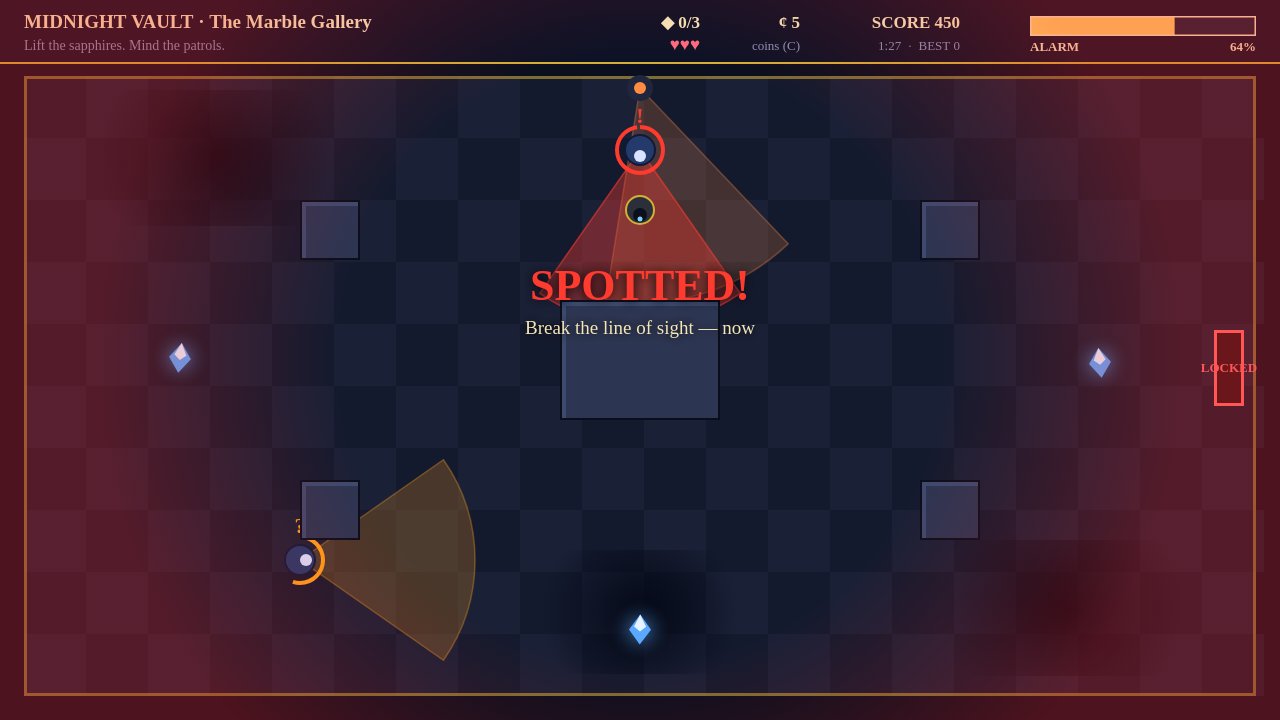 MIDNIGHT VAULT · The Marble Gallery
Lift the sapphires. Mind the patrols.
◆ 0/3
♥♥♥
¢ 5
coins (C)
SCORE 450
1:27 · BEST 0
ALARM 64%
!
SPOTTED!
Break the line of sight — now
LOCKED
?